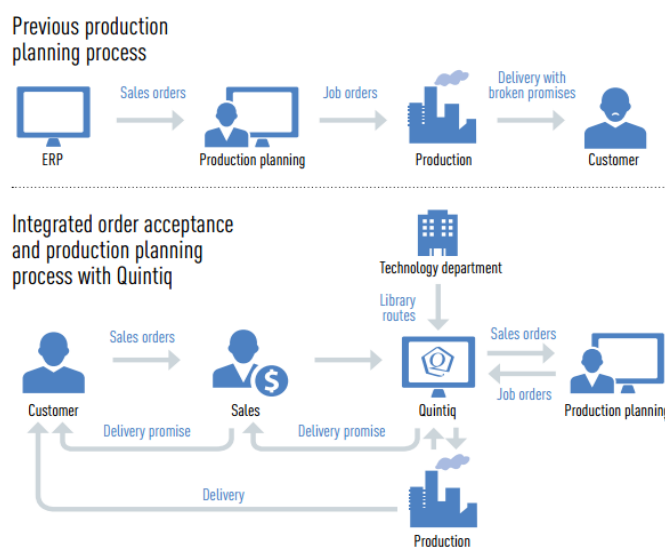 Previous production
planning process
Sales orders
Job orders
Delivery with
broken promises
ERP
Production planning
Production
Customer
Integrated order acceptance
and production planning
process with Quintiq
Technology department
Library
routes
Sales orders
Sales orders
Q
Job orders
$
Customer
Sales
Quintiq
Production planning
Delivery promise
Delivery promise
Delivery
Production